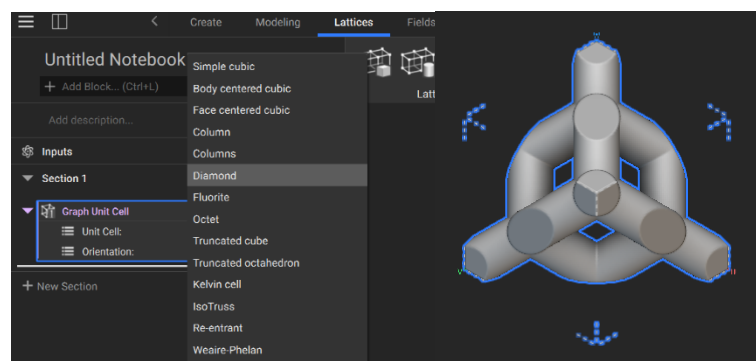 Create Modeling Lattices Fields
Untitled Notebook
+ Add Block... (Ctrl+L)
Latt
Add description...
Inputs
Section 1
Graph Unit Cell
Unit Cell:
Orientation:
+ New Section
Simple cubic
Body centered cubic
Face centered cubic
Column
Columns
Diamond
Fluorite
Octet
Truncated cube
Truncated octahedron
Kelvin cell
IsoTruss
Re-entrant
Weaire-Phelan